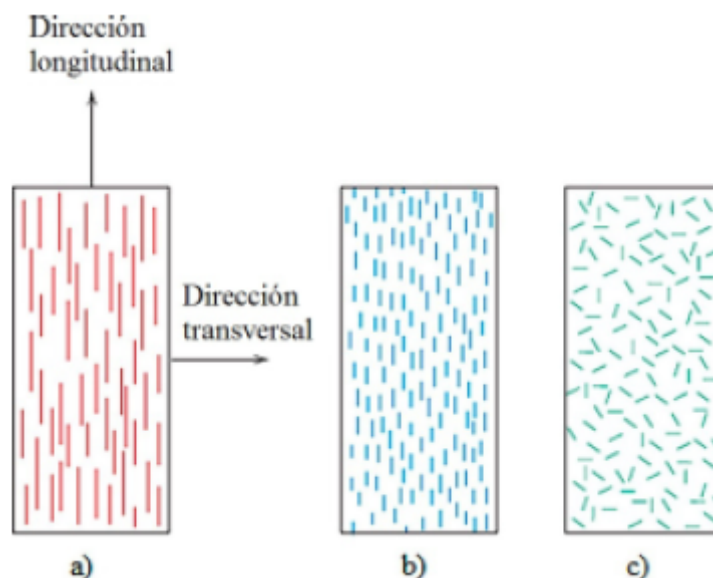 Dirección
longitudinal
Dirección
transversal
a)
b)
c)